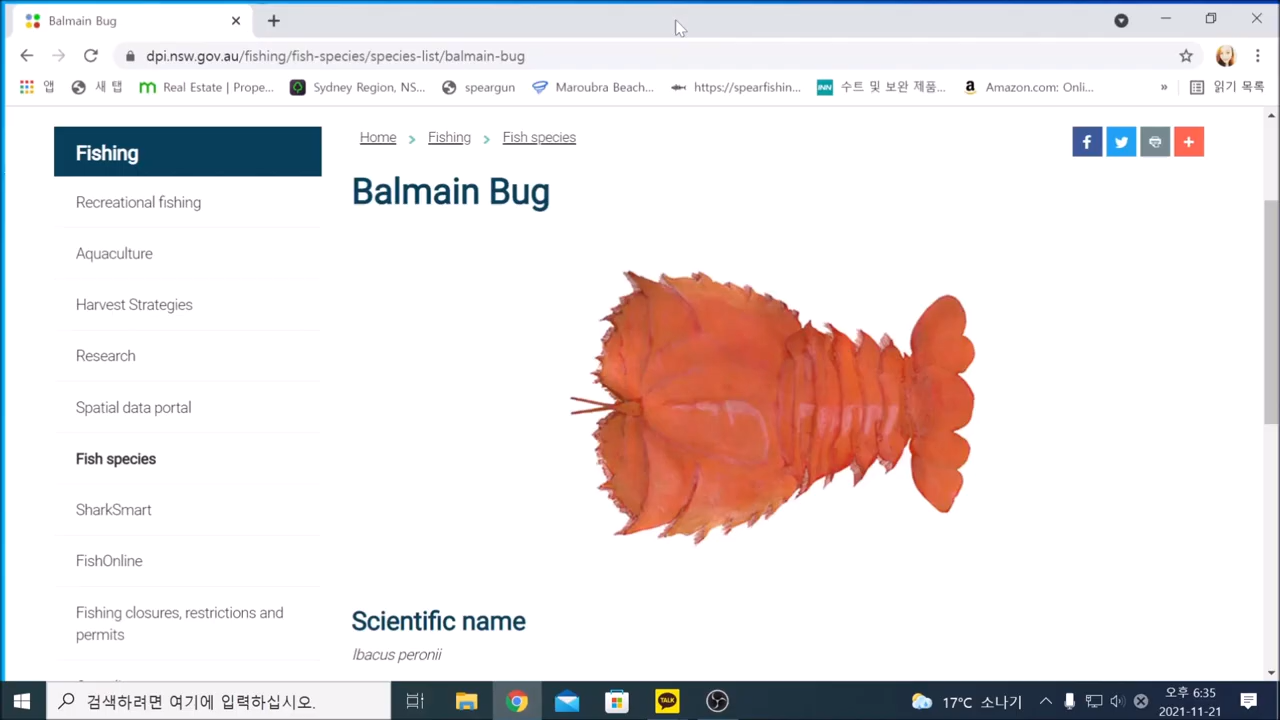 Balmain Bug
dpi.nsw.gov.au/fishing/fish-species/species-list/balmain-bug
앱 새 탭 Real Estate | Prope... Sydney Region, NS... speargun Maroubra Beach... https://spearfishin... INN 수트 및 보완 제품... Amazon.com: Onli... » 읽기 목록
Home Fishing Fish species
Fishing
Balmain Bug
Recreational fishing
Aquaculture
Harvest Strategies
Research
Spatial data portal
Fish species
SharkSmart
FishOnline
Fishing closures, restrictions and
permits
Scientific name
Ibacus peronii
검색하려면 여기에 입력하십시오.
TALK
17°C 소나기
오후 6:35
2021-11-21